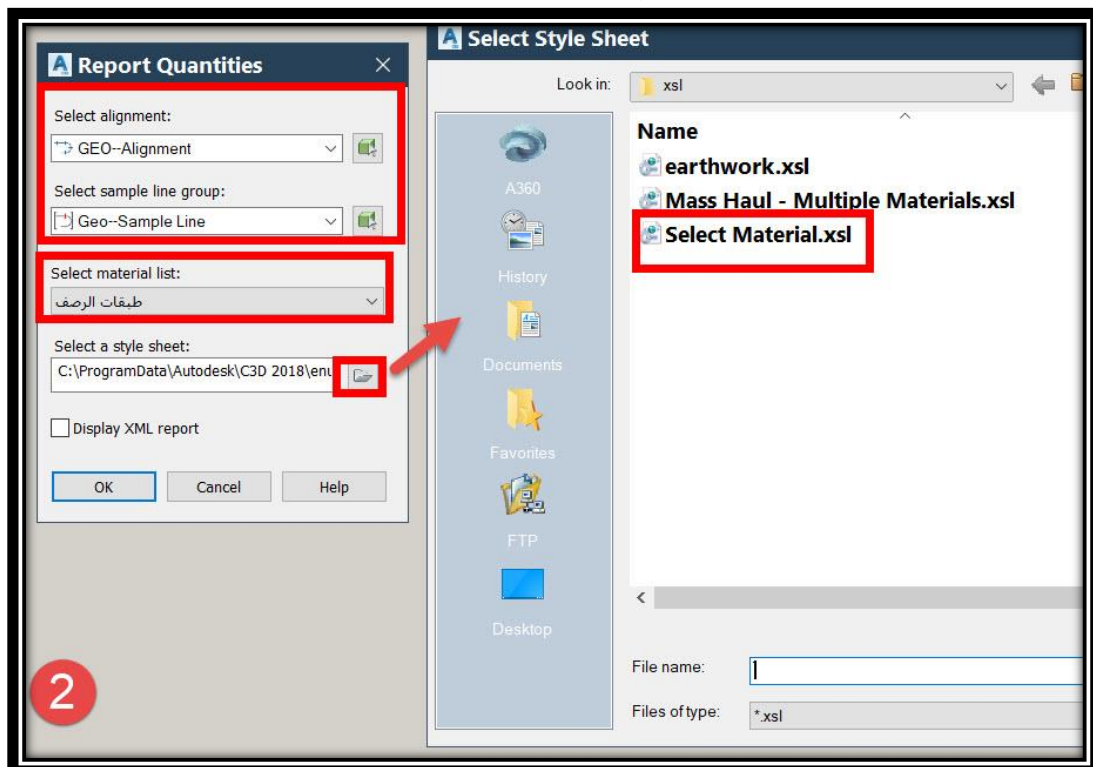 Report Quantities
Select alignment:
GEO--Alignment
Select sample line group:
Geo--Sample Line
Select material list:
طبقات الرصف
Select a style sheet:
C:\ProgramData\Autodesk\C3D 2018\enu
Display XML report
OK
Cancel
Help
2
Select Style Sheet
Look in:
xsl
A360
History
Documents
Favorites
FTP
Desktop
Name
earthwork.xsl
Mass Haul - Multiple Materials.xsl
Select Material.xsl
File name:
Files of type:
*.xsl